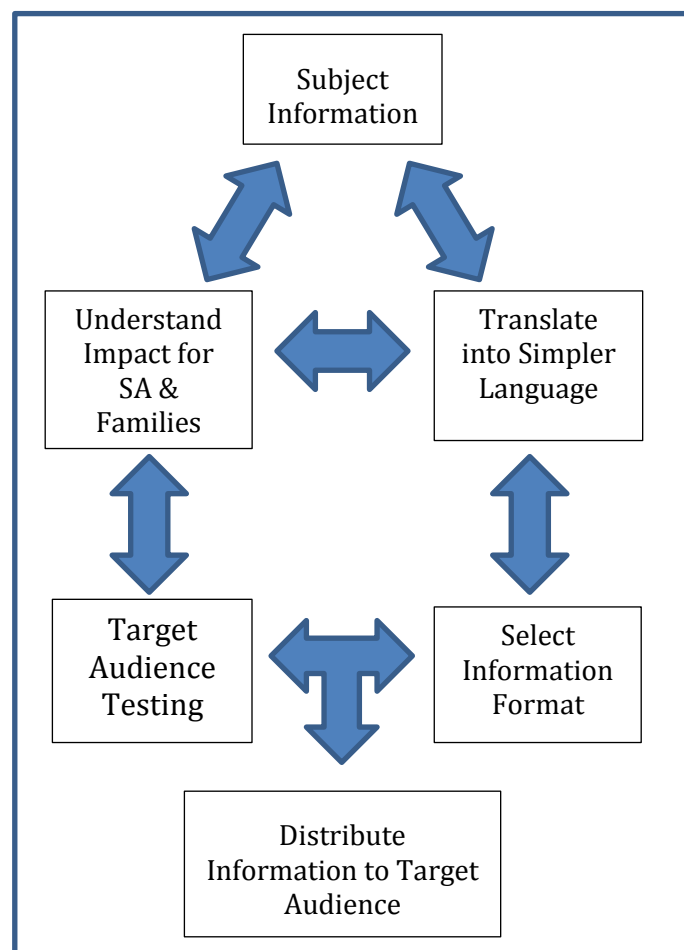 Subject
Information
Understand
Impact for
SA &
Families
Translate
into Simpler
Language
Target
Audience
Testing
Select
Information
Format
Distribute
Information to Target
Audience